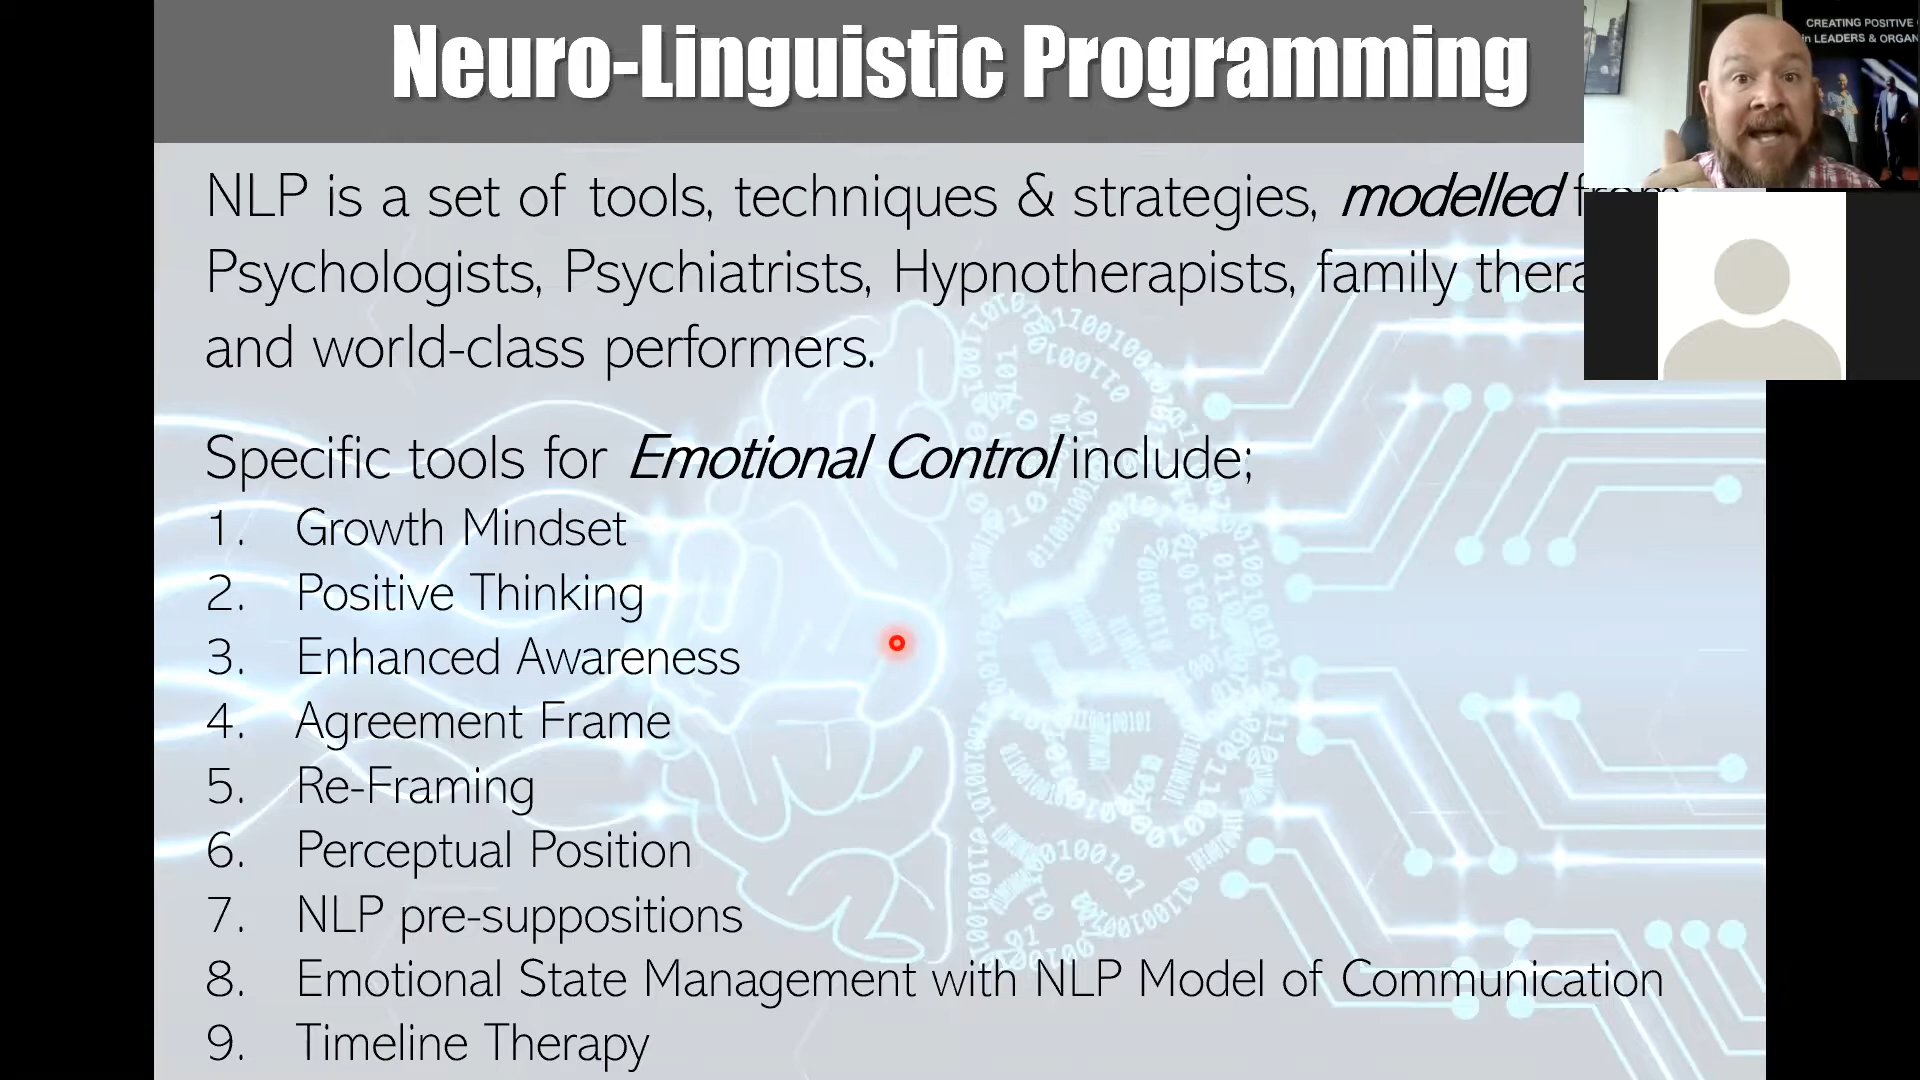 Neuro-Linguistic Programming
CREATING POSITIVE
in LEADERS & ORGAN
NLP is a set of tools, techniques & strategies, modelled from
Psychologists, Psychiatrists, Hypnotherapists, family thera
and world-class performers.
Specific tools for Emotional Control include;
1. Growth Mindset
2. Positive Thinking
3. Enhanced Awareness
4. Agreement Frame
5. Re-Framing
6. Perceptual Position
7. NLP pre-suppositions
8. Emotional State Management with NLP Model of Communication
9. Timeline Therapy